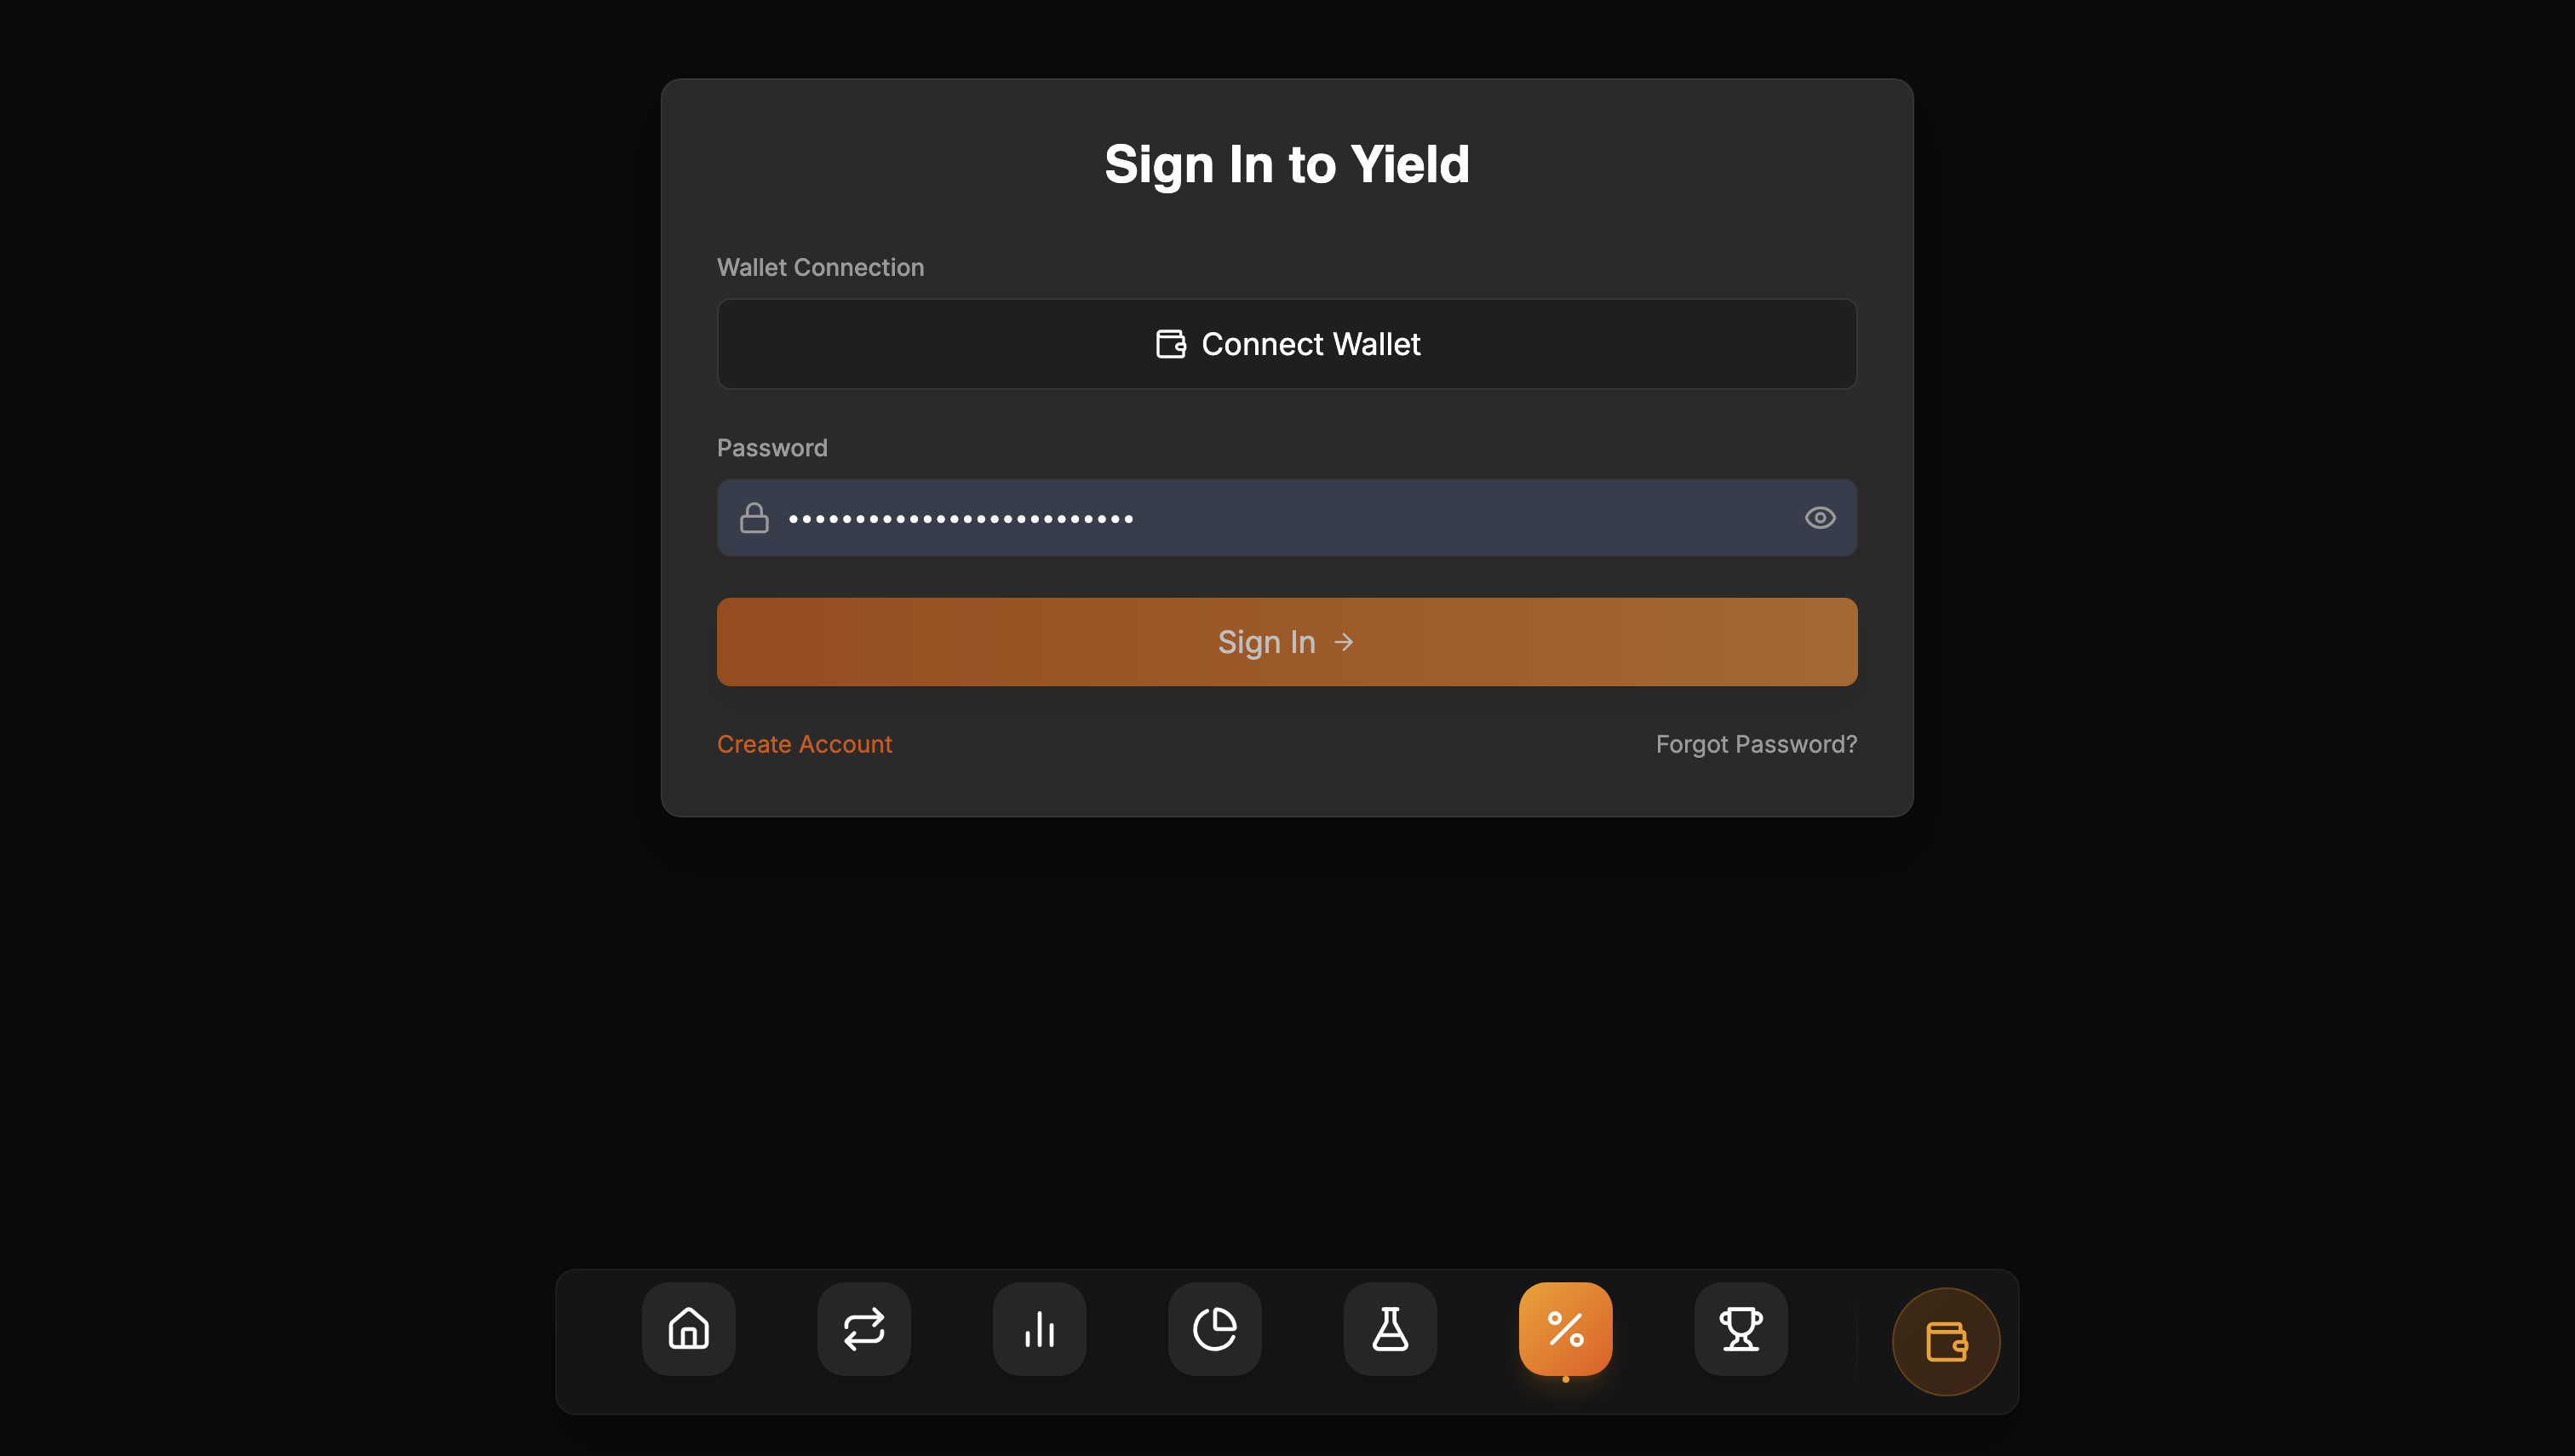 Sign In to Yield
Wallet Connection
Connect Wallet
Password
••••••••••••••••••••••••••
Sign In →
Create Account
Forgot Password?